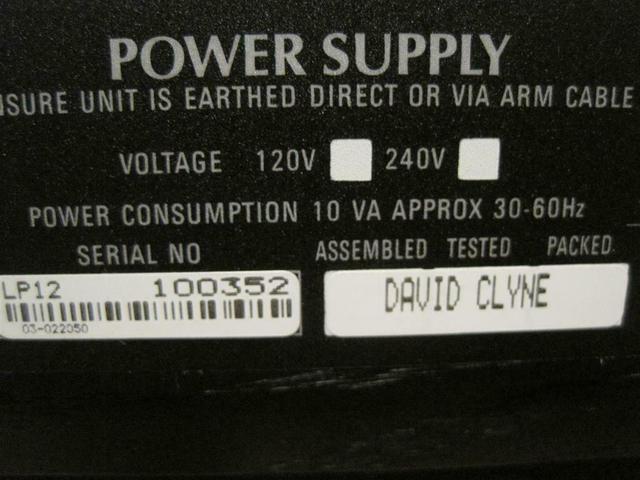 POWER SUPPLY
NSURE UNIT IS EARTHED DIRECT OR VIA ARM CABLE
VOLTAGE 120V 240V
POWER CONSUMPTION 10 VA APPROX 30-60Hz
SERIAL NO ASSEMBLED TESTED PACKED
LP12 100352
DAVID CLYNE
03-022050